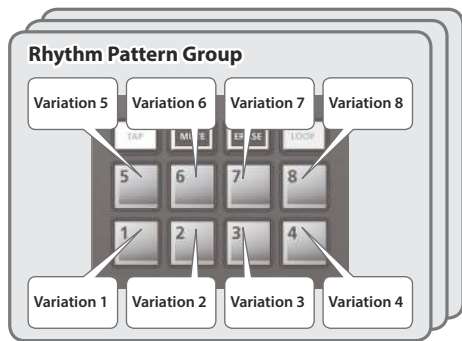 Rhythm Pattern Group
Variation 5 Variation 6 Variation 7 Variation 8
TAP MUTE ERASE LOOP
5 6 7 8
1 2 3 4
Variation 1 Variation 2 Variation 3 Variation 4